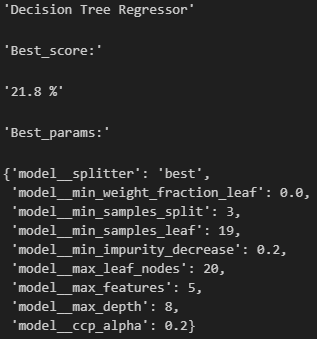 'Decision Tree Regressor'
'Best_score:'
'21.8 %'
'Best_params:'
{'model__splitter': 'best',
 'model__min_weight_fraction_leaf': 0.0,
 'model__min_samples_split': 3,
 'model__min_samples_leaf': 19,
 'model__min_impurity_decrease': 0.2,
 'model__max_leaf_nodes': 20,
 'model__max_features': 5,
 'model__max_depth': 8,
 'model__ccp_alpha': 0.2}